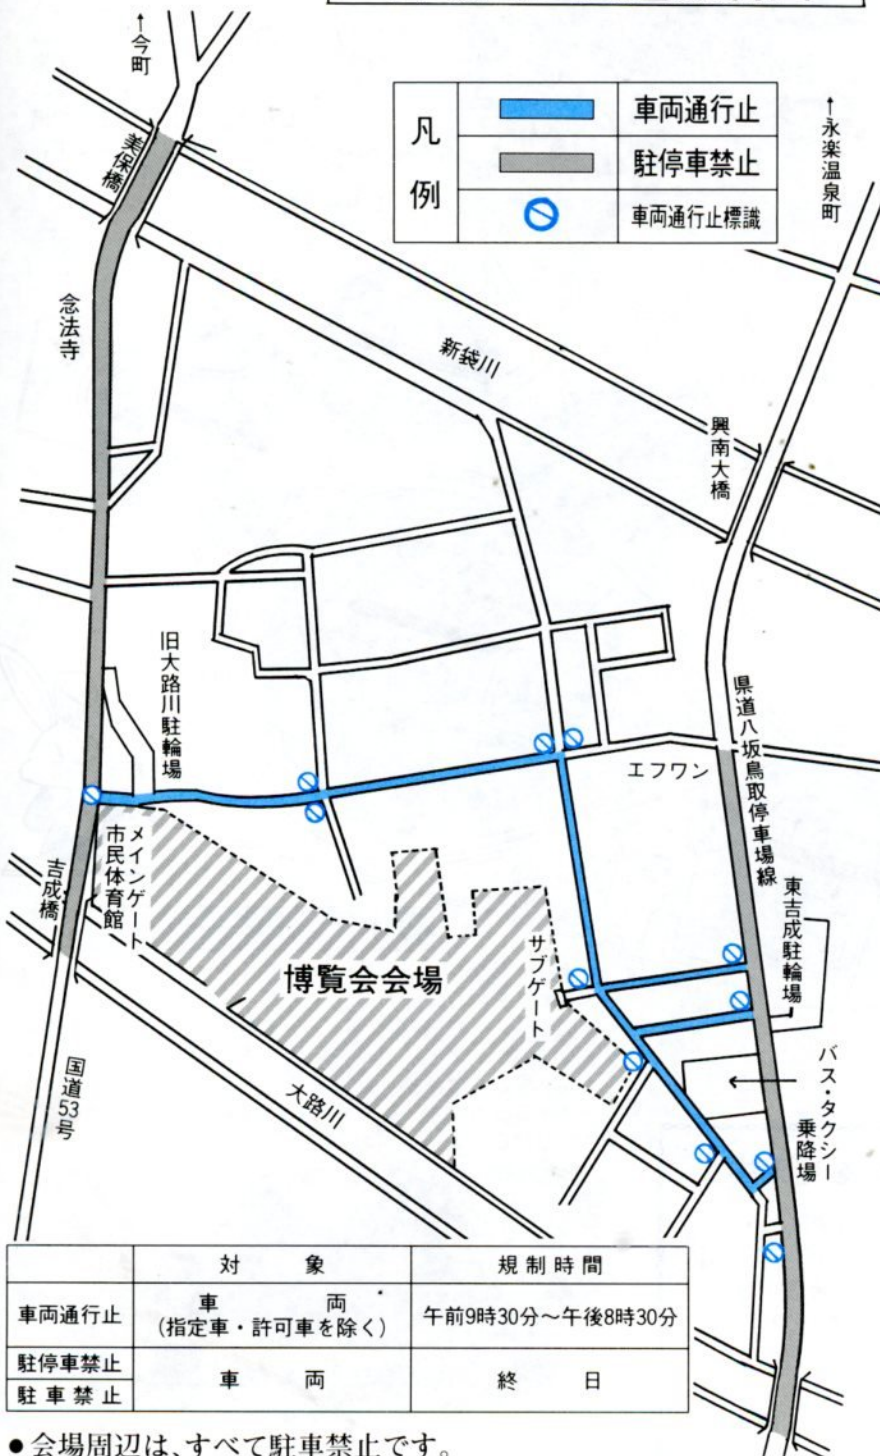 ↑今町
凡例
車両通行止
駐停車禁止
車両通行止標識
↑永楽温泉町
美保橋
念法寺
新袋川
興南大橋
旧大路川駐輪場
県道八坂鳥取停車場線
エフワン
メインゲート
市民体育館
吉成橋
東吉成駐輪場
サブゲート
博覧会会場
バス・タクシー
乗降場
国道53号
大路川
対象 規制時間
車両通行止 車両 午前9時30分〜午後8時30分
(指定車・許可車を除く)
駐停車禁止
駐車禁止
車両 終日
●会場周辺は、すべて駐車禁止です。